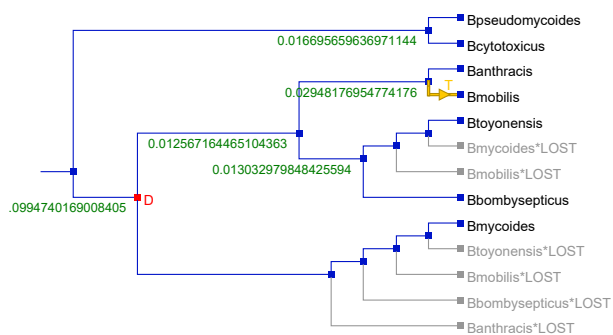 Bpseudomycoides
0.016695659636971144
Bcytotoxicus
Banthracis
T
0.02948176954774176
Bmobilis
Btoyonensis
0.012567164465104363
Bmycoides*LOST
0.013032979848425594
Bmobilis*LOST
D
Bbombysepticus
.0994740169008405
Bmycoides
Btoyonensis*LOST
Bmobilis*LOST
Bbombysepticus*LOST
Banthracis*LOST